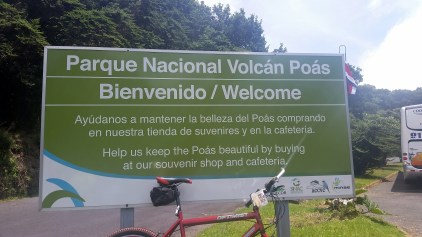 Parque Nacional Volcán Poás
Bienvenido / Welcome
Ayúdanos a mantener la belleza del Poás comprando
en nuestra tienda de suvenires y en la cafetería.
Help us keep the Poás beautiful by buying
at our souvenir shop and cafeteria.